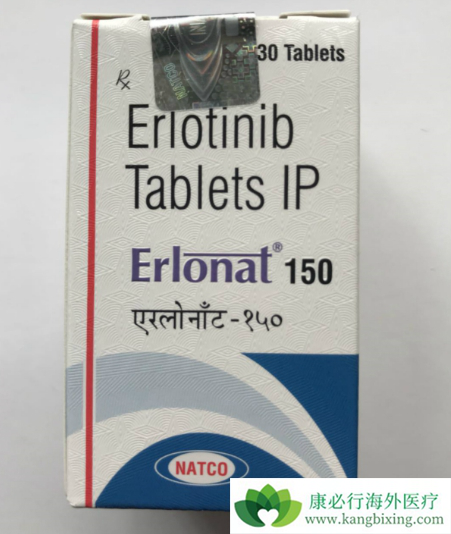 30 Tablets
Rx
Erlotinib
Tablets IP
Erlonat® 150
एरलोनाँट-१५०
NATCO
康必行海外医疗
www.kangbixing.com